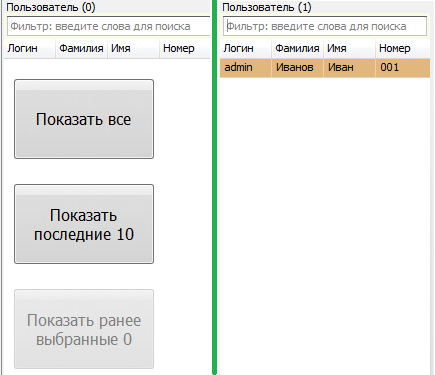 Пользователь (0)
Фильтр: введите слова для поиска
Логин Фамилия Имя Номер
Показать все
Показать
последние 10
Показать ранее
выбранные 0
Пользователь (1)
Фильтр: введите слова для поиска
Логин Фамилия Имя Номер
admin Иванов Иван 001